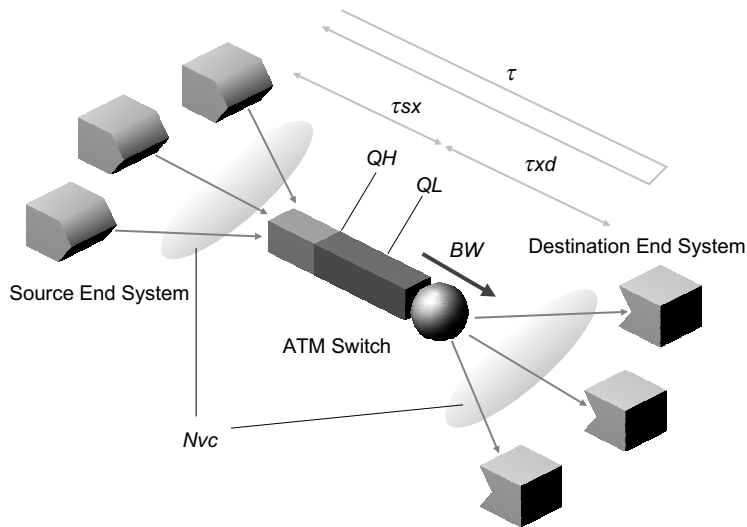 τ
τsx
τxd
QH
QL
BW
Destination End System
Source End System
ATM Switch
Nvc